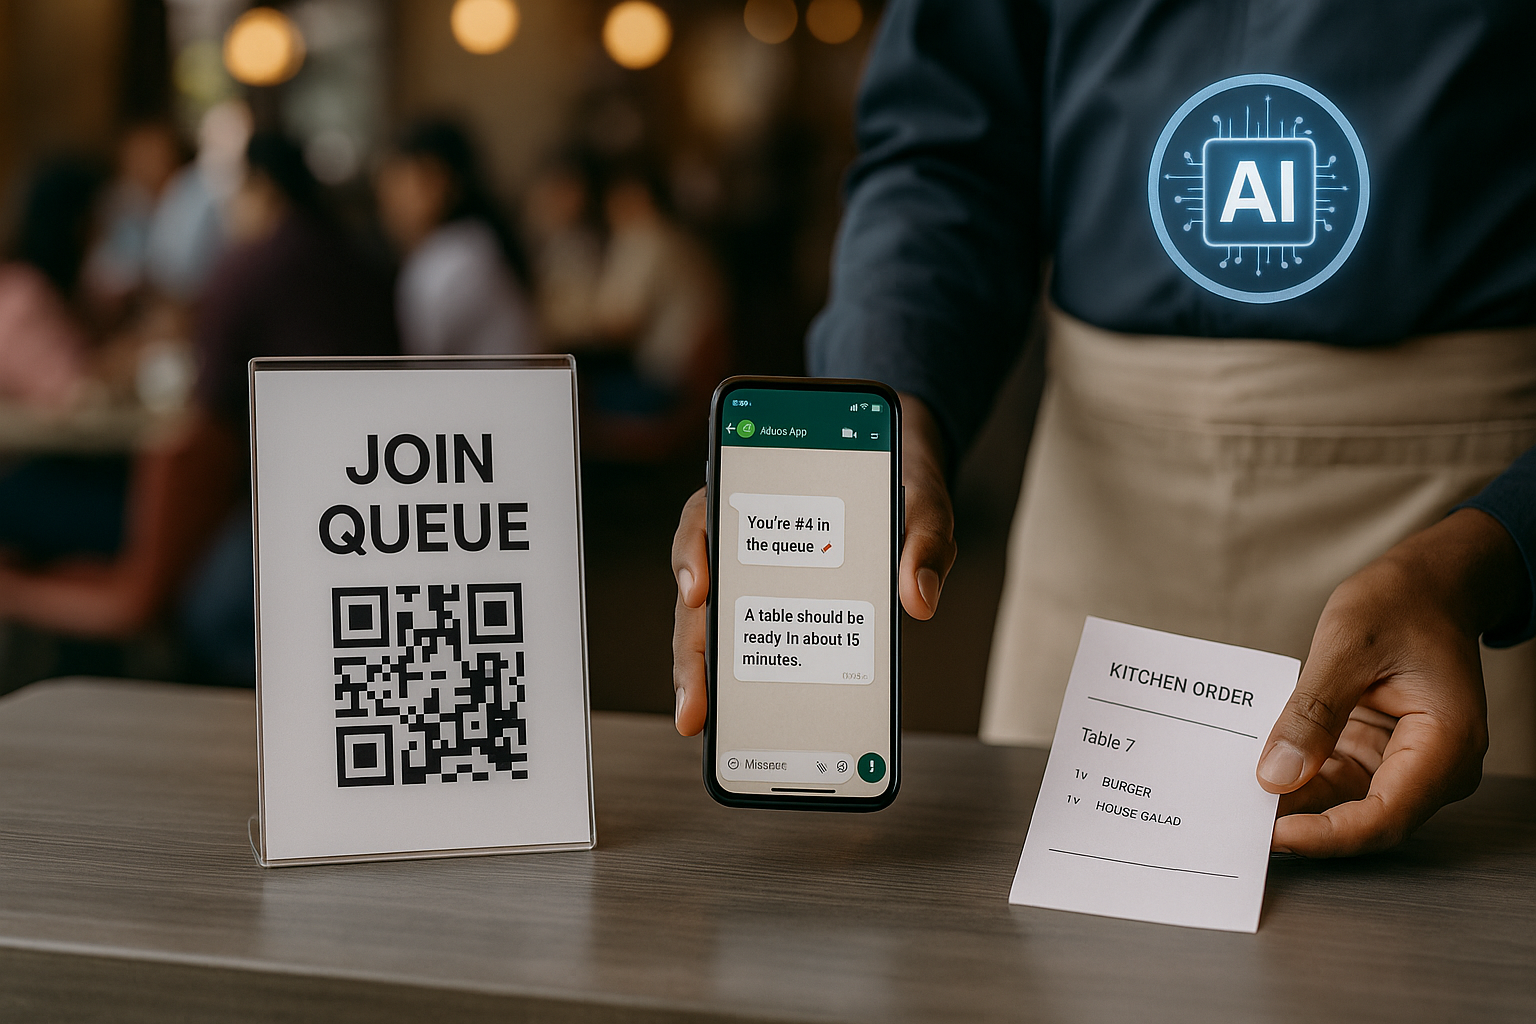 JOIN
QUEUE
Aduos App
You're #4 in
the queue
A table should be
ready In about 15
minutes.
AI
KITCHEN ORDER
Table 7
1v BURGER
1v HOUSE GALAD